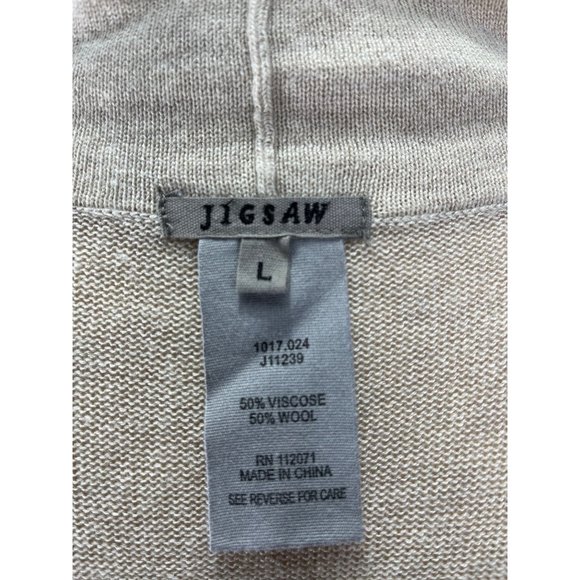 JIGSAW
L
1017.024
J11239
50% VISCOSE
50% WOOL
RN 112071
MADE IN CHINA
SEE REVERSE FOR CARE